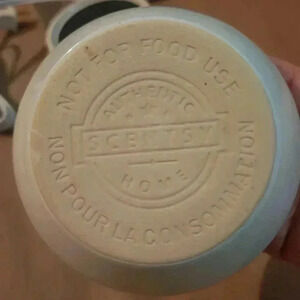 NOT FOR FOOD USE
AUTHENTIC
SCENTSY
HOME
NON POUR LA CONSOMMATION